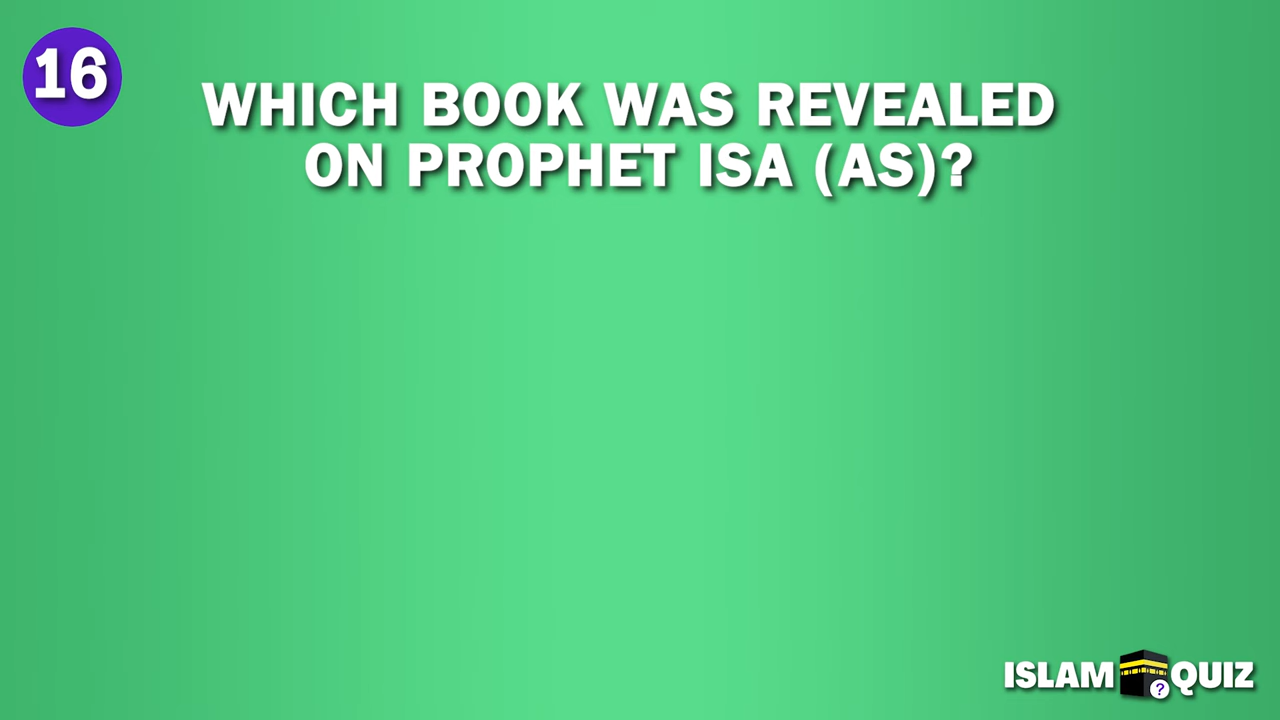 16
WHICH BOOK WAS REVEALED
ON PROPHET ISA (AS)?
ISLAM ? QUIZ